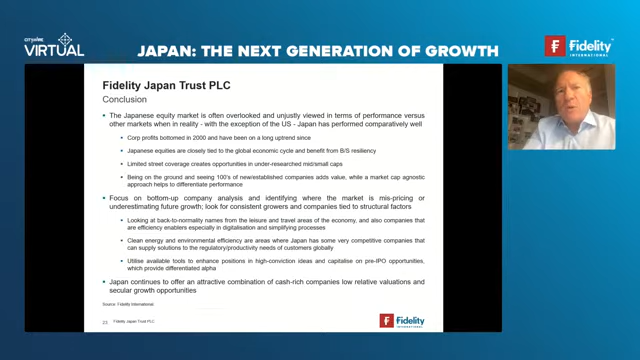 CITYWIRE
VIRTUAL
JAPAN: THE NEXT GENERATION OF GROWTH
Fidelity
INTERNATIONAL
Fidelity Japan Trust PLC
Conclusion
The Japanese equity market is often overlooked and unjustly viewed in terms of performance versus
other markets when in reality - with the exception of the US - Japan has performed comparatively well
Corp profits bottomed in 2000 and have been on a long uptrend since
Japanese equities are closely tied to the global economic cycle and benefit from B/S resiliency
Limited street coverage creates opportunities in under-researched mid/small caps
Being on the ground and seeing 100's of new/established companies adds value, while a market cap agnostic
approach helps to differentiate performance
Focus on bottom-up company analysis and identifying where the market is mis-pricing or
underestimating future growth; look for consistent growers and companies tied to structural factors
Looking at back-to-normality names from the leisure and travel areas of the economy, and also companies that
are efficiency enablers especially in digitalisation and simplifying processes
Clean energy and environmental efficiency are areas where Japan has some very competitive companies that
can supply solutions to the regulatory/productivity needs of customers globally
Utilise available tools to enhance positions in high-conviction ideas and capitalise on pre-IPO opportunities,
which provide differentiated alpha
Japan continues to offer an attractive combination of cash-rich companies low relative valuations and
secular growth opportunities
Source: Fidelity International
23 Fidelity Japan Trust PLC
Fidelity
INTERNATIONAL